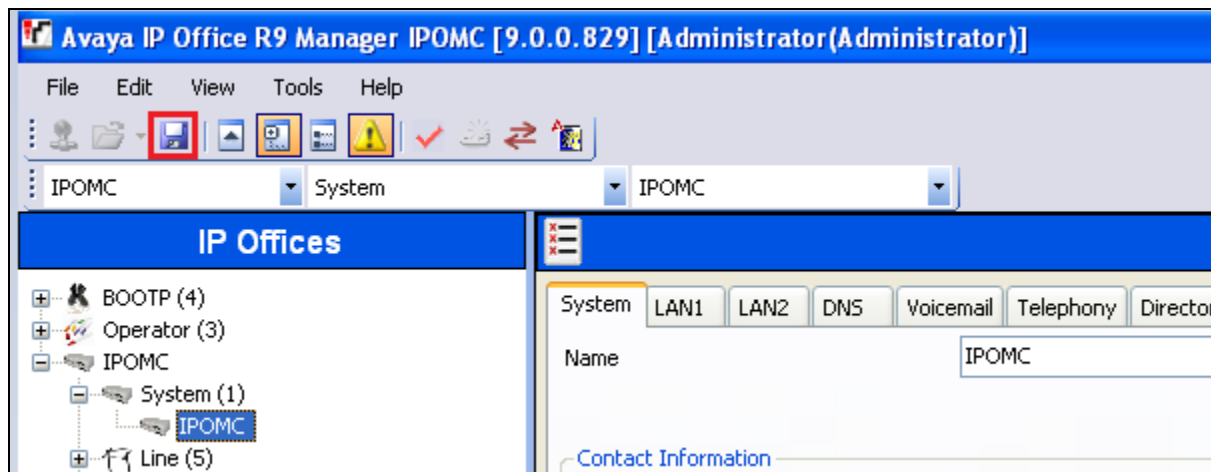 Avaya IP Office R9 Manager IPOMC [9.0.0.829] [Administrator(Administrator)]
File Edit View Tools Help
IPOMC System IPOMC
IP Offices
BOOTP (4)
Operator (3)
IPOMC
System (1)
IPOMC
Line (5)
System LAN1 LAN2 DNS Voicemail Telephony Director
Name IPOMC
Contact Information